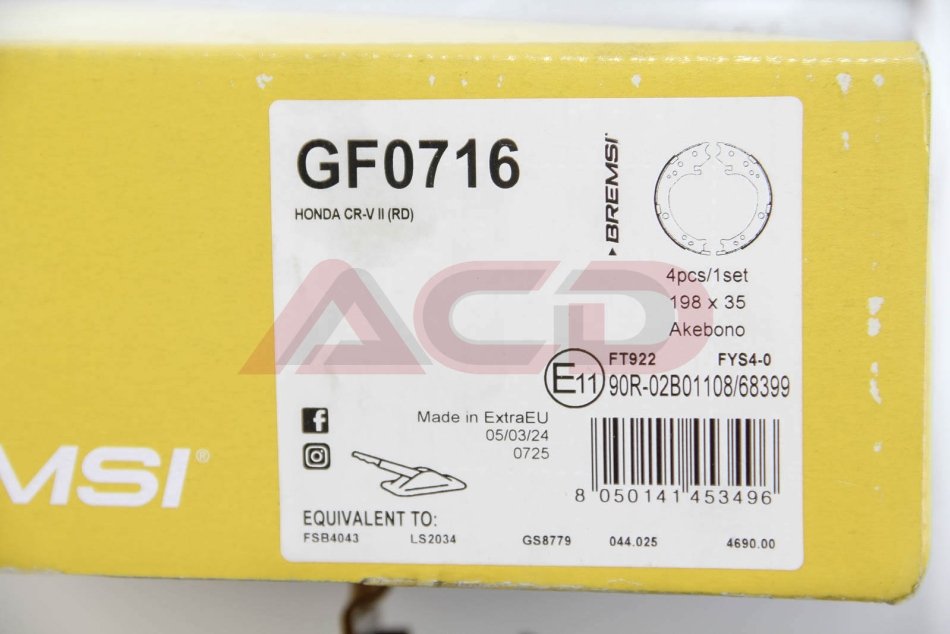 GF0716
HONDA CR-V II (RD)
BREMSI
4pcs/1set
198 x 35
Akebono
ACD
FT922 FYS4-0
E11 90R-02B01108/68399
Made in ExtraEU
05/03/24
0725
8 050141 453496
MSI®
EQUIVALENT TO:
FSB4043 LS2034 GS8779 044.025 4690.00